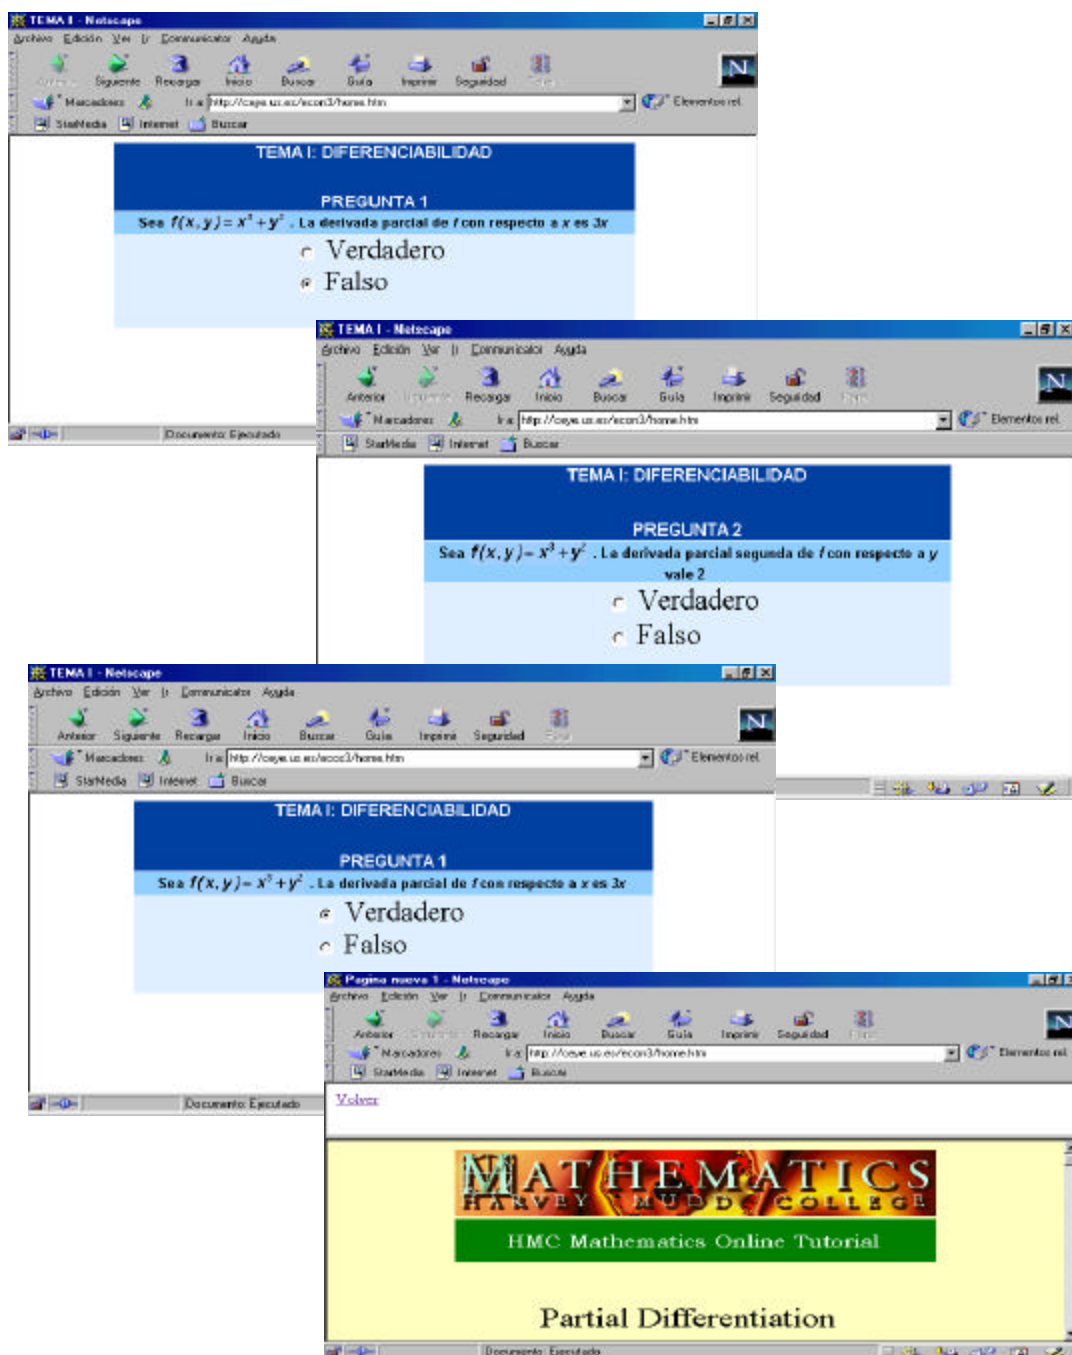 TEMA I - Netscape
Archivo Edición Ver Ir Communicator Ayuda
Siguiente Recargar Inicio Buscar Guía Imprimir Seguridad
Marcadores Ir a: http://ceye.us.es/econ3/home.htm Elementos rel.
StarMedia Internet Buscar
TEMA I: DIFERENCIABILIDAD
PREGUNTA 1
Sea f(x,y)= x³+y² . La derivada parcial de f con respecto a x es 3x
Verdadero
Falso
Documento: Ejecutado
TEMA I - Netscape
Archivo Edición Ver Ir Communicator Ayuda
Anterior Recargar Inicio Buscar Guía Imprimir Seguridad
Marcadores Ir a: http://ceye.us.es/econ3/home.htm Elementos rel.
StarMedia Internet Buscar
TEMA I: DIFERENCIABILIDAD
PREGUNTA 2
Sea f(x,y)= x³+y² . La derivada parcial segunda de f con respecto a y
vale 2
Verdadero
Falso
TEMA I - Netscape
Archivo Edición Ver Ir Communicator Ayuda
Anterior Siguiente Recargar Inicio Buscar Guía Imprimir Seguridad
Marcadores Ir a: http://ceye.us.es/econ3/home.htm Elementos rel.
StarMedia Internet Buscar
TEMA I: DIFERENCIABILIDAD
PREGUNTA 1
Sea f(x,y)= x³+y² . La derivada parcial de f con respecto a x es 3x
Verdadero
Falso
Documento: Ejecutado
Pagina nueva 1 - Netscape
Archivo Edición Ver Ir Communicator Ayuda
Anterior Recargar Inicio Buscar Guía Imprimir Seguridad
Marcadores Ir a: http://ceye.us.es/econ3/home.htm Elementos rel.
StarMedia Internet Buscar
Volver
MATHEMATICS
HARVEY MUDD COLLEGE
HMC Mathematics Online Tutorial
Partial Differentiation
Documento: Ejecutado